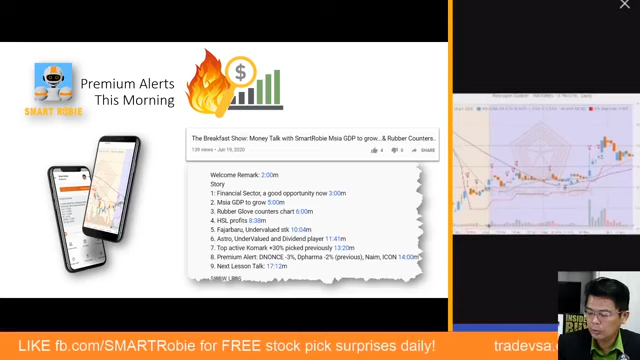 Premium Alerts
This Morning
SMART ROBIE
$
The Breakfast Show: Money Talk with SmartRobie Msia GDP to grow...& Rubber Counters
139 views • Jun 19, 2020
4
0
SHARE
Welcome Remark: 2:00m
Story
1: Financial Sector, a good opportunity now 3:00m
2. Msia GDP to grow 5:00m
3. Rubber Glove counters chart 6:00m
4. HSL profits 8:38m
5. Fajarbaru, Undervalued stk 10:04m
6. Astro, UnderValued and Dividend player 11:41m
7. Top active Komark +30% picked previously 13:20m
8. Premium Alert: DNONCE -3%, Dpharma -2% (previous), Naim, ICON 14:00m
9. Next Lesson Talk: 17:12m
INSIDE
BUY
LIKE fb.com/SMARTRobie for FREE stock pick surprises daily!
tradevsa.c